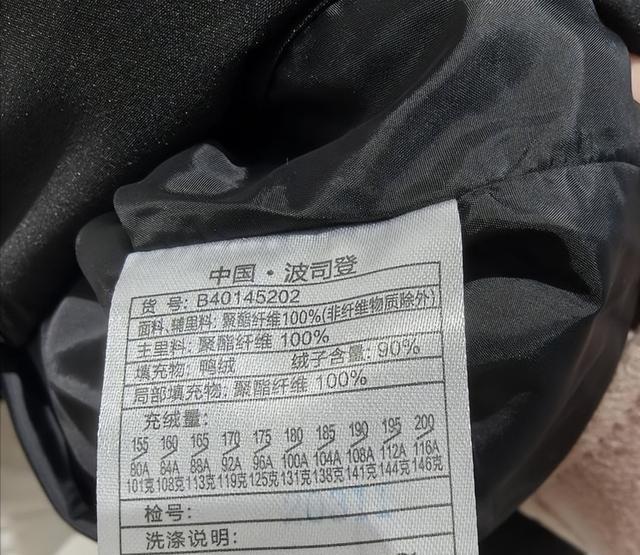 中国·波司登
货 号: B40145202
面料、辅里料: 聚酯纤维100%(非纤维物质除外)
主里料: 聚酯纤维 100%
填充物: 鸭绒 绒子含量: 90%
局部填充物: 聚酯纤维 100%
充绒量:
155 160 165 170 175 180 185 190 195 200
80A 84A 88A 92A 96A 100A 104A 108A 112A 116A
101克 108克 113克 119克 125克 131克 138克 141克 144克 146克
检号:
洗涤说明: